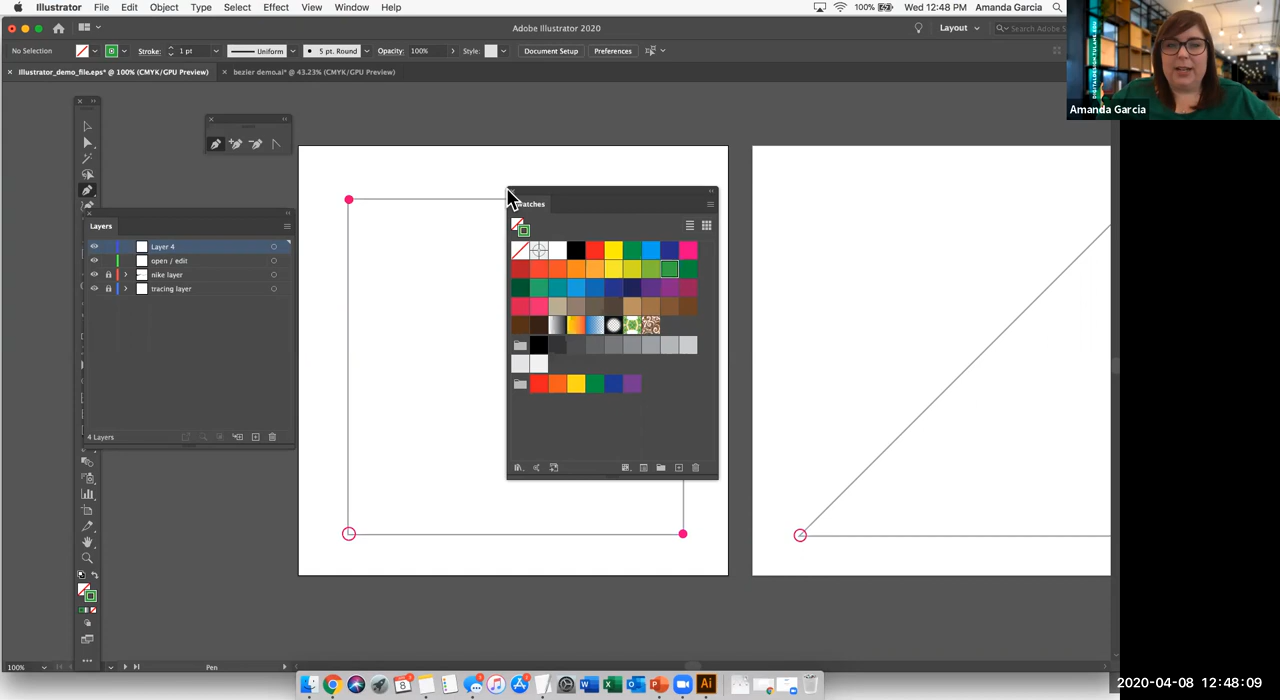 Illustrator File Edit Object Type Select Effect View Window Help 100% Wed 12:48 PM Amanda Garcia
Adobe Illustrator 2020 Layout Search Adobe
No Selection Stroke: 1 pt Uniform 5 pt. Round Opacity: 100% Style: Document Setup Preferences
Illustrator_demo_file.eps* @ 100% (CMYK/GPU Preview) bezier demo.ai* @ 43.23% (CMYK/GPU Preview)
Amanda Garcia
watches
Layers
Layer 4
open / edit
nike layer
tracing layer
4 Layers
100% Pen
2020-04-08 12:48:09